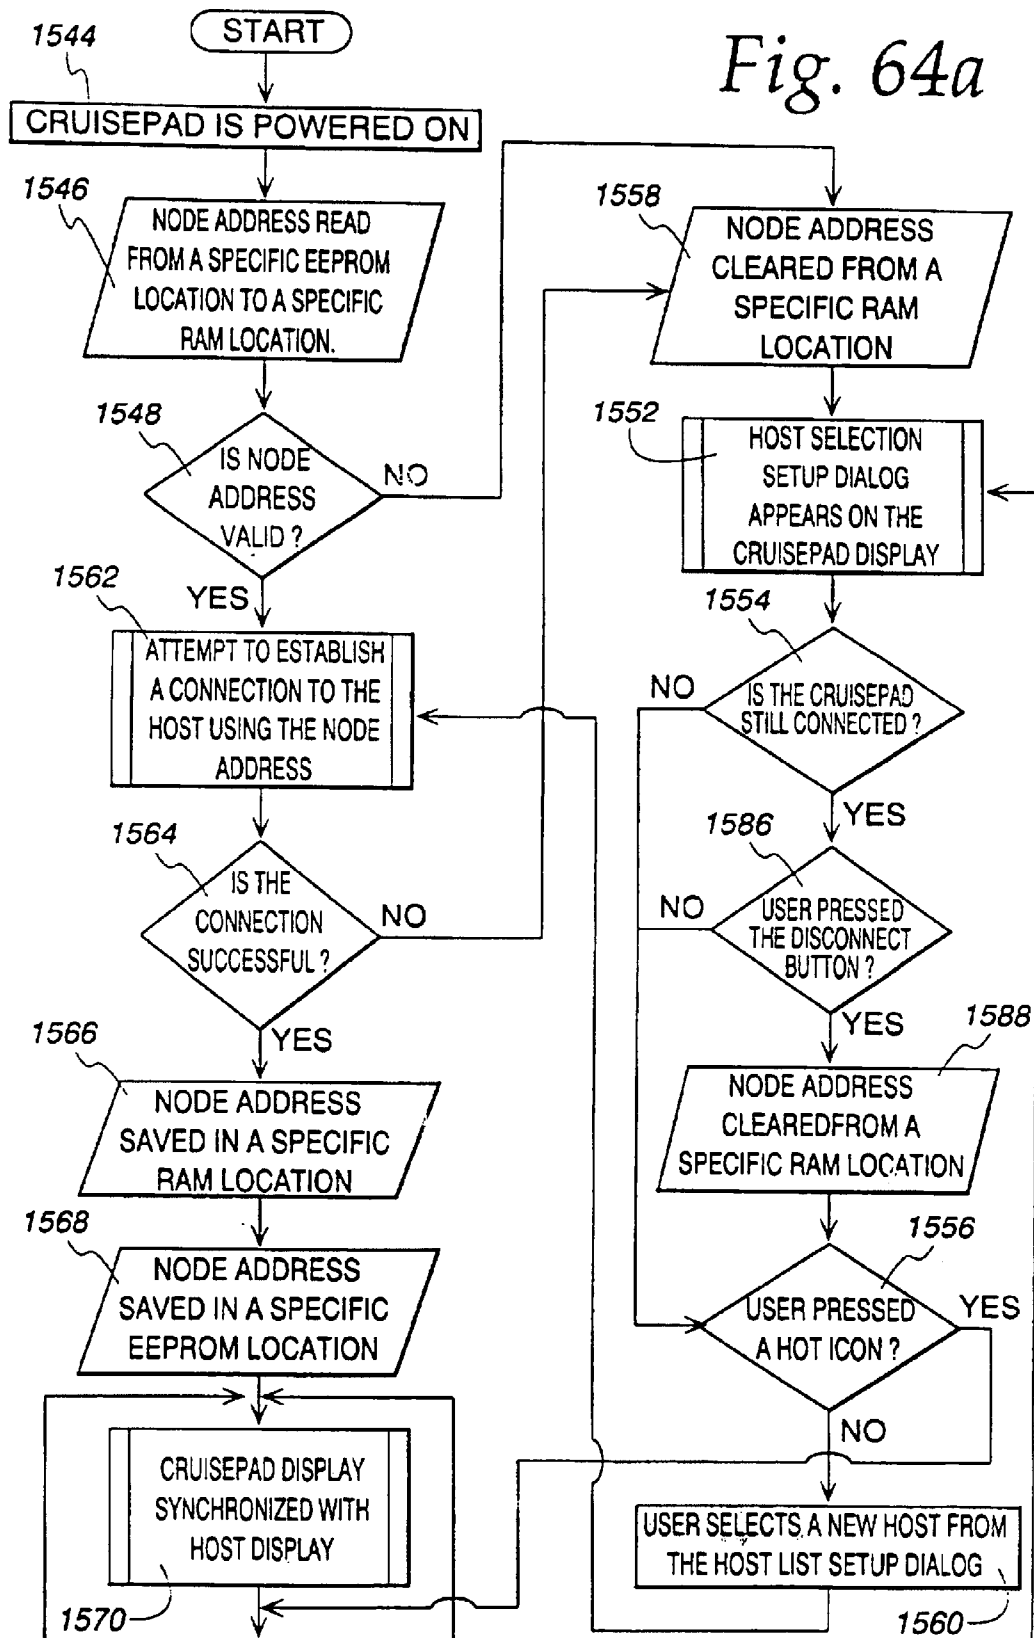 Fig. 64a
START
1544
CRUISEPAD IS POWERED ON
1546
NODE ADDRESS READ
FROM A SPECIFIC EEPROM
LOCATION TO A SPECIFIC
RAM LOCATION.
1548
IS NODE
ADDRESS
VALID ?
NO
YES
1562
ATTEMPT TO ESTABLISH
A CONNECTION TO THE
HOST USING THE NODE
ADDRESS
1564
IS THE
CONNECTION
SUCCESSFUL ?
NO
YES
1566
NODE ADDRESS
SAVED IN A SPECIFIC
RAM LOCATION
1568
NODE ADDRESS
SAVED IN A SPECIFIC
EEPROM LOCATION
CRUISEPAD DISPLAY
SYNCHRONIZED WITH
HOST DISPLAY
1570
1558
NODE ADDRESS
CLEARED FROM A
SPECIFIC RAM
LOCATION
1552
HOST SELECTION
SETUP DIALOG
APPEARS ON THE
CRUISEPAD DISPLAY
1554
IS THE CRUISEPAD
STILL CONNECTED ?
NO
YES
1586
USER PRESSED
THE DISCONNECT
BUTTON ?
NO
YES
1588
NODE ADDRESS
CLEAREDFROM A
SPECIFIC RAM LOCATION
1556
USER PRESSED
A HOT ICON ?
YES
NO
USER SELECTS A NEW HOST FROM
THE HOST LIST SETUP DIALOG
1560